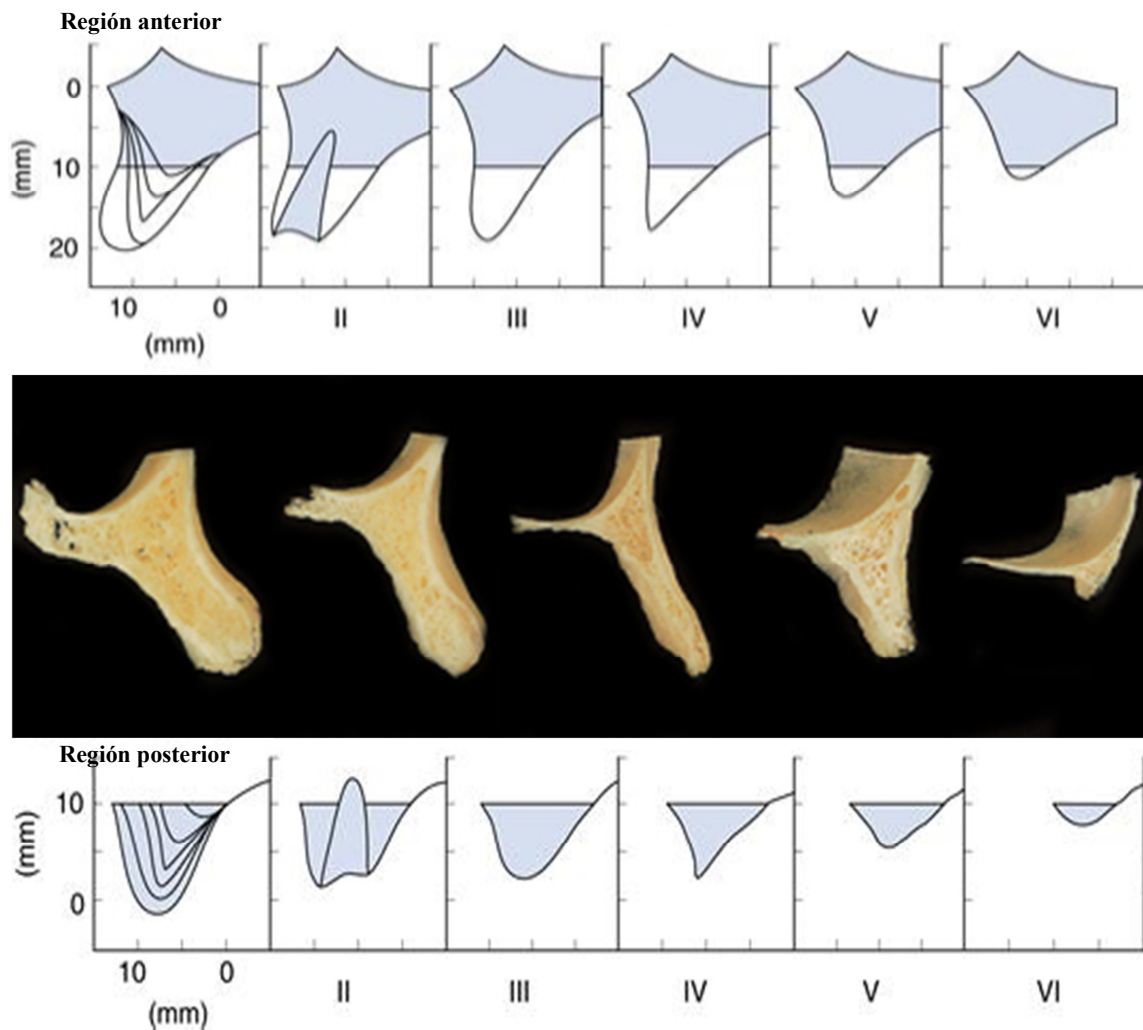 Región anterior
0
10
20
(mm)
10 0
(mm)
II
III
IV
V
VI
Región posterior
10
0
(mm)
10 0
(mm)
II
III
IV
V
VI